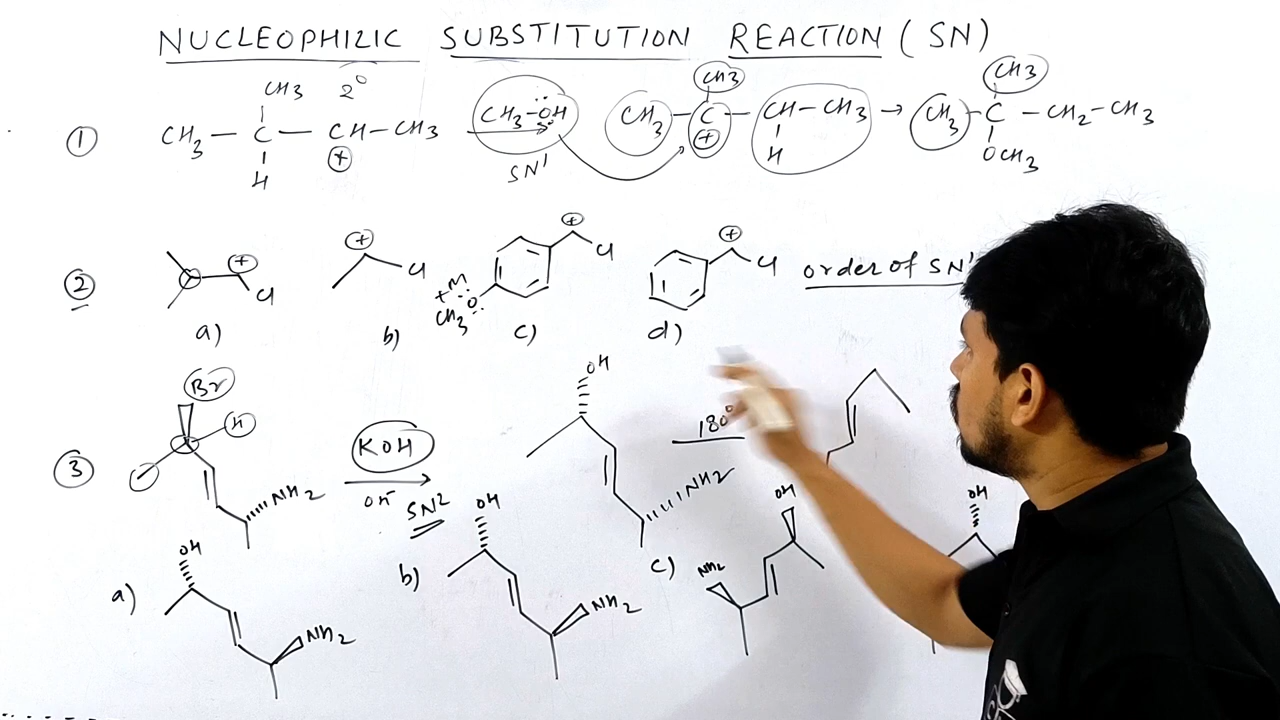 NUCLEOPHILIC SUBSTITUTION REACTION (SN)
CH3 2° CH3 CH3
① CH3 – C – CH – CH3 CH3-ÖH CH3 – C – CH – CH3 → CH3 – C – CH2 – CH3
H + SN1 + H OCH3
② + Cl + Cl + Cl + Cl order of SN1
+M
CH3 O
a) b) c) d)
③ Br H KOH OH 180°
OH- NH2 NH2
SN2
a) OH NH2 b) OH NH2 c) NH2 OH OH